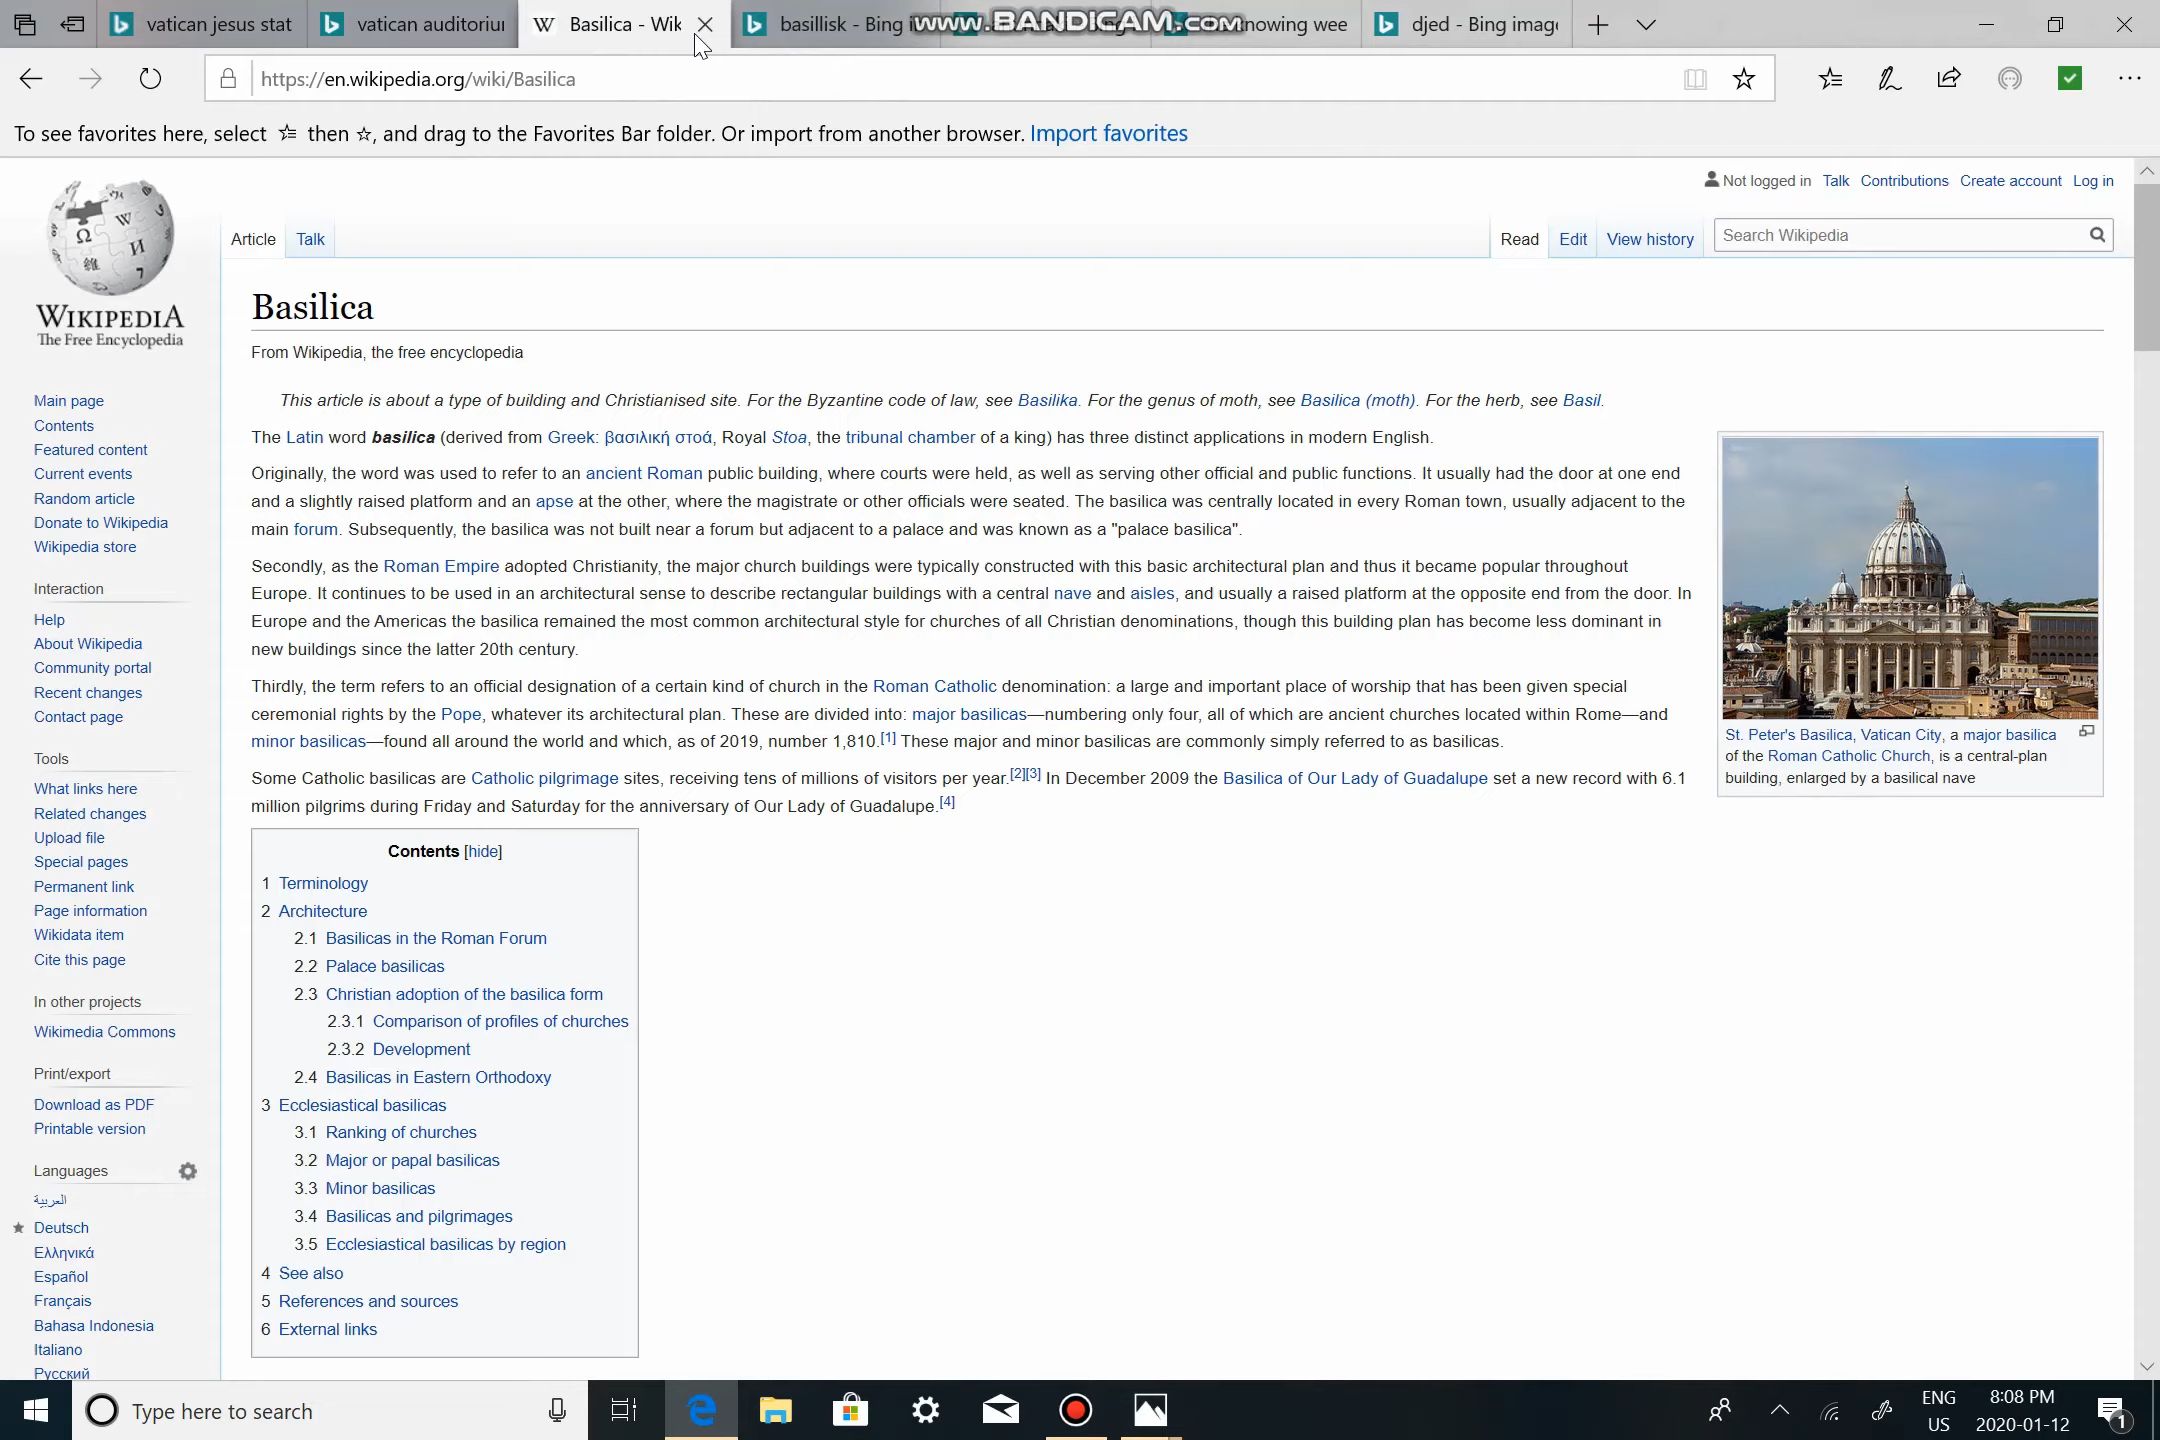 vatican jesus stat
vatican auditoriur
Basilica - Wik
basillisk - Bing i
www.BANDICAM.com
knowing wee
djed - Bing image
https://en.wikipedia.org/wiki/Basilica
To see favorites here, select then ☆, and drag to the Favorites Bar folder. Or import from another browser. Import favorites
Not logged in Talk Contributions Create account Log in
Article Talk Read Edit View history Search Wikipedia
WIKIPEDIA
The Free Encyclopedia
Basilica
From Wikipedia, the free encyclopedia
This article is about a type of building and Christianised site. For the Byzantine code of law, see Basilika. For the genus of moth, see Basilica (moth). For the herb, see Basil.
The Latin word basilica (derived from Greek: βασιλική στοά, Royal Stoa, the tribunal chamber of a king) has three distinct applications in modern English.
Originally, the word was used to refer to an ancient Roman public building, where courts were held, as well as serving other official and public functions. It usually had the door at one end
and a slightly raised platform and an apse at the other, where the magistrate or other officials were seated. The basilica was centrally located in every Roman town, usually adjacent to the
main forum. Subsequently, the basilica was not built near a forum but adjacent to a palace and was known as a "palace basilica".
Secondly, as the Roman Empire adopted Christianity, the major church buildings were typically constructed with this basic architectural plan and thus it became popular throughout
Europe. It continues to be used in an architectural sense to describe rectangular buildings with a central nave and aisles, and usually a raised platform at the opposite end from the door. In
Europe and the Americas the basilica remained the most common architectural style for churches of all Christian denominations, though this building plan has become less dominant in
new buildings since the latter 20th century.
Thirdly, the term refers to an official designation of a certain kind of church in the Roman Catholic denomination: a large and important place of worship that has been given special
ceremonial rights by the Pope, whatever its architectural plan. These are divided into: major basilicas—numbering only four, all of which are ancient churches located within Rome—and
minor basilicas—found all around the world and which, as of 2019, number 1,810.[1] These major and minor basilicas are commonly simply referred to as basilicas.
Some Catholic basilicas are Catholic pilgrimage sites, receiving tens of millions of visitors per year.[2][3] In December 2009 the Basilica of Our Lady of Guadalupe set a new record with 6.1
million pilgrims during Friday and Saturday for the anniversary of Our Lady of Guadalupe.[4]
St. Peter's Basilica, Vatican City, a major basilica
of the Roman Catholic Church, is a central-plan
building, enlarged by a basilical nave
Contents [hide]
1 Terminology
2 Architecture
2.1 Basilicas in the Roman Forum
2.2 Palace basilicas
2.3 Christian adoption of the basilica form
2.3.1 Comparison of profiles of churches
2.3.2 Development
2.4 Basilicas in Eastern Orthodoxy
3 Ecclesiastical basilicas
3.1 Ranking of churches
3.2 Major or papal basilicas
3.3 Minor basilicas
3.4 Basilicas and pilgrimages
3.5 Ecclesiastical basilicas by region
4 See also
5 References and sources
6 External links
Main page
Contents
Featured content
Current events
Random article
Donate to Wikipedia
Wikipedia store
Interaction
Help
About Wikipedia
Community portal
Recent changes
Contact page
Tools
What links here
Related changes
Upload file
Special pages
Permanent link
Page information
Wikidata item
Cite this page
In other projects
Wikimedia Commons
Print/export
Download as PDF
Printable version
Languages
العربية
Deutsch
Ελληνικά
Español
Français
Bahasa Indonesia
Italiano
Русский
Type here to search
ENG
US
8:08 PM
2020-01-12
1